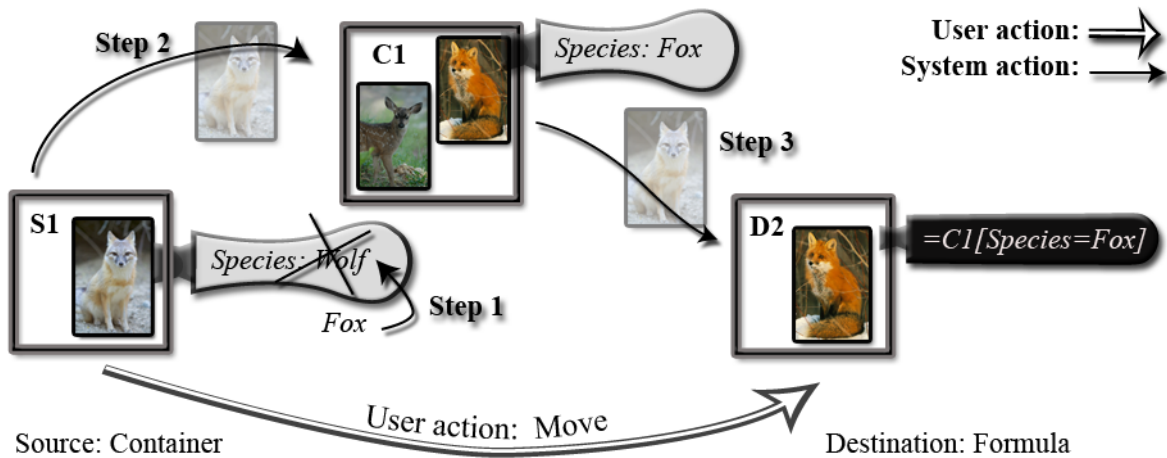 Step 2
C1
Species: Fox
User action:
System action:
Step 3
S1
Species: Wolf
Fox
Step 1
D2
=C1[Species=Fox]
User action: Move
Source: Container
Destination: Formula